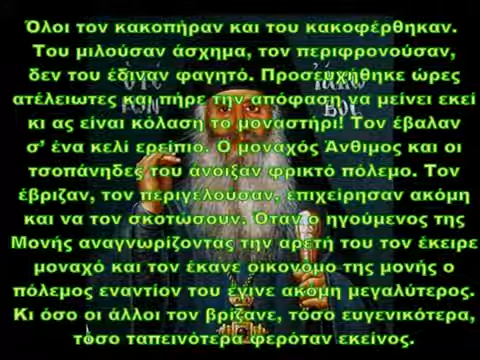 Όλοι τον κακοπήραν και του κακοφέρθηκαν.
Του μιλούσαν άσχημα, τον περιφρονούσαν,
δεν του έδιναν φαγητό. Προσευχήθηκε ώρες
ατέλειωτες και πήρε την απόφαση να μείνει εκεί
κι ας είναι κόλαση το μοναστήρι! Τον έβαλαν
σ' ένα κελί ερείπιο. Ο μοναχός Άνθιμος και οι
τσοπάνηδες του άνοιξαν φρικτό πόλεμο. Τον
έβριζαν, τον περιγελούσαν, επιχείρησαν ακόμη
και να τον σκοτώσουν. Όταν ο ηγούμενος της
Μονής αναγνωρίζοντας την αρετή του τον έκειρε
μοναχό και τον έκανε οικονόμο της μονής ο
πόλεμος εναντίον του έγινε ακόμη μεγαλύτερος.
Κι όσο οι άλλοι τον βρίζανε, τόσο ευγενικότερα,
τόσο ταπεινότερα φερόταν εκείνος.